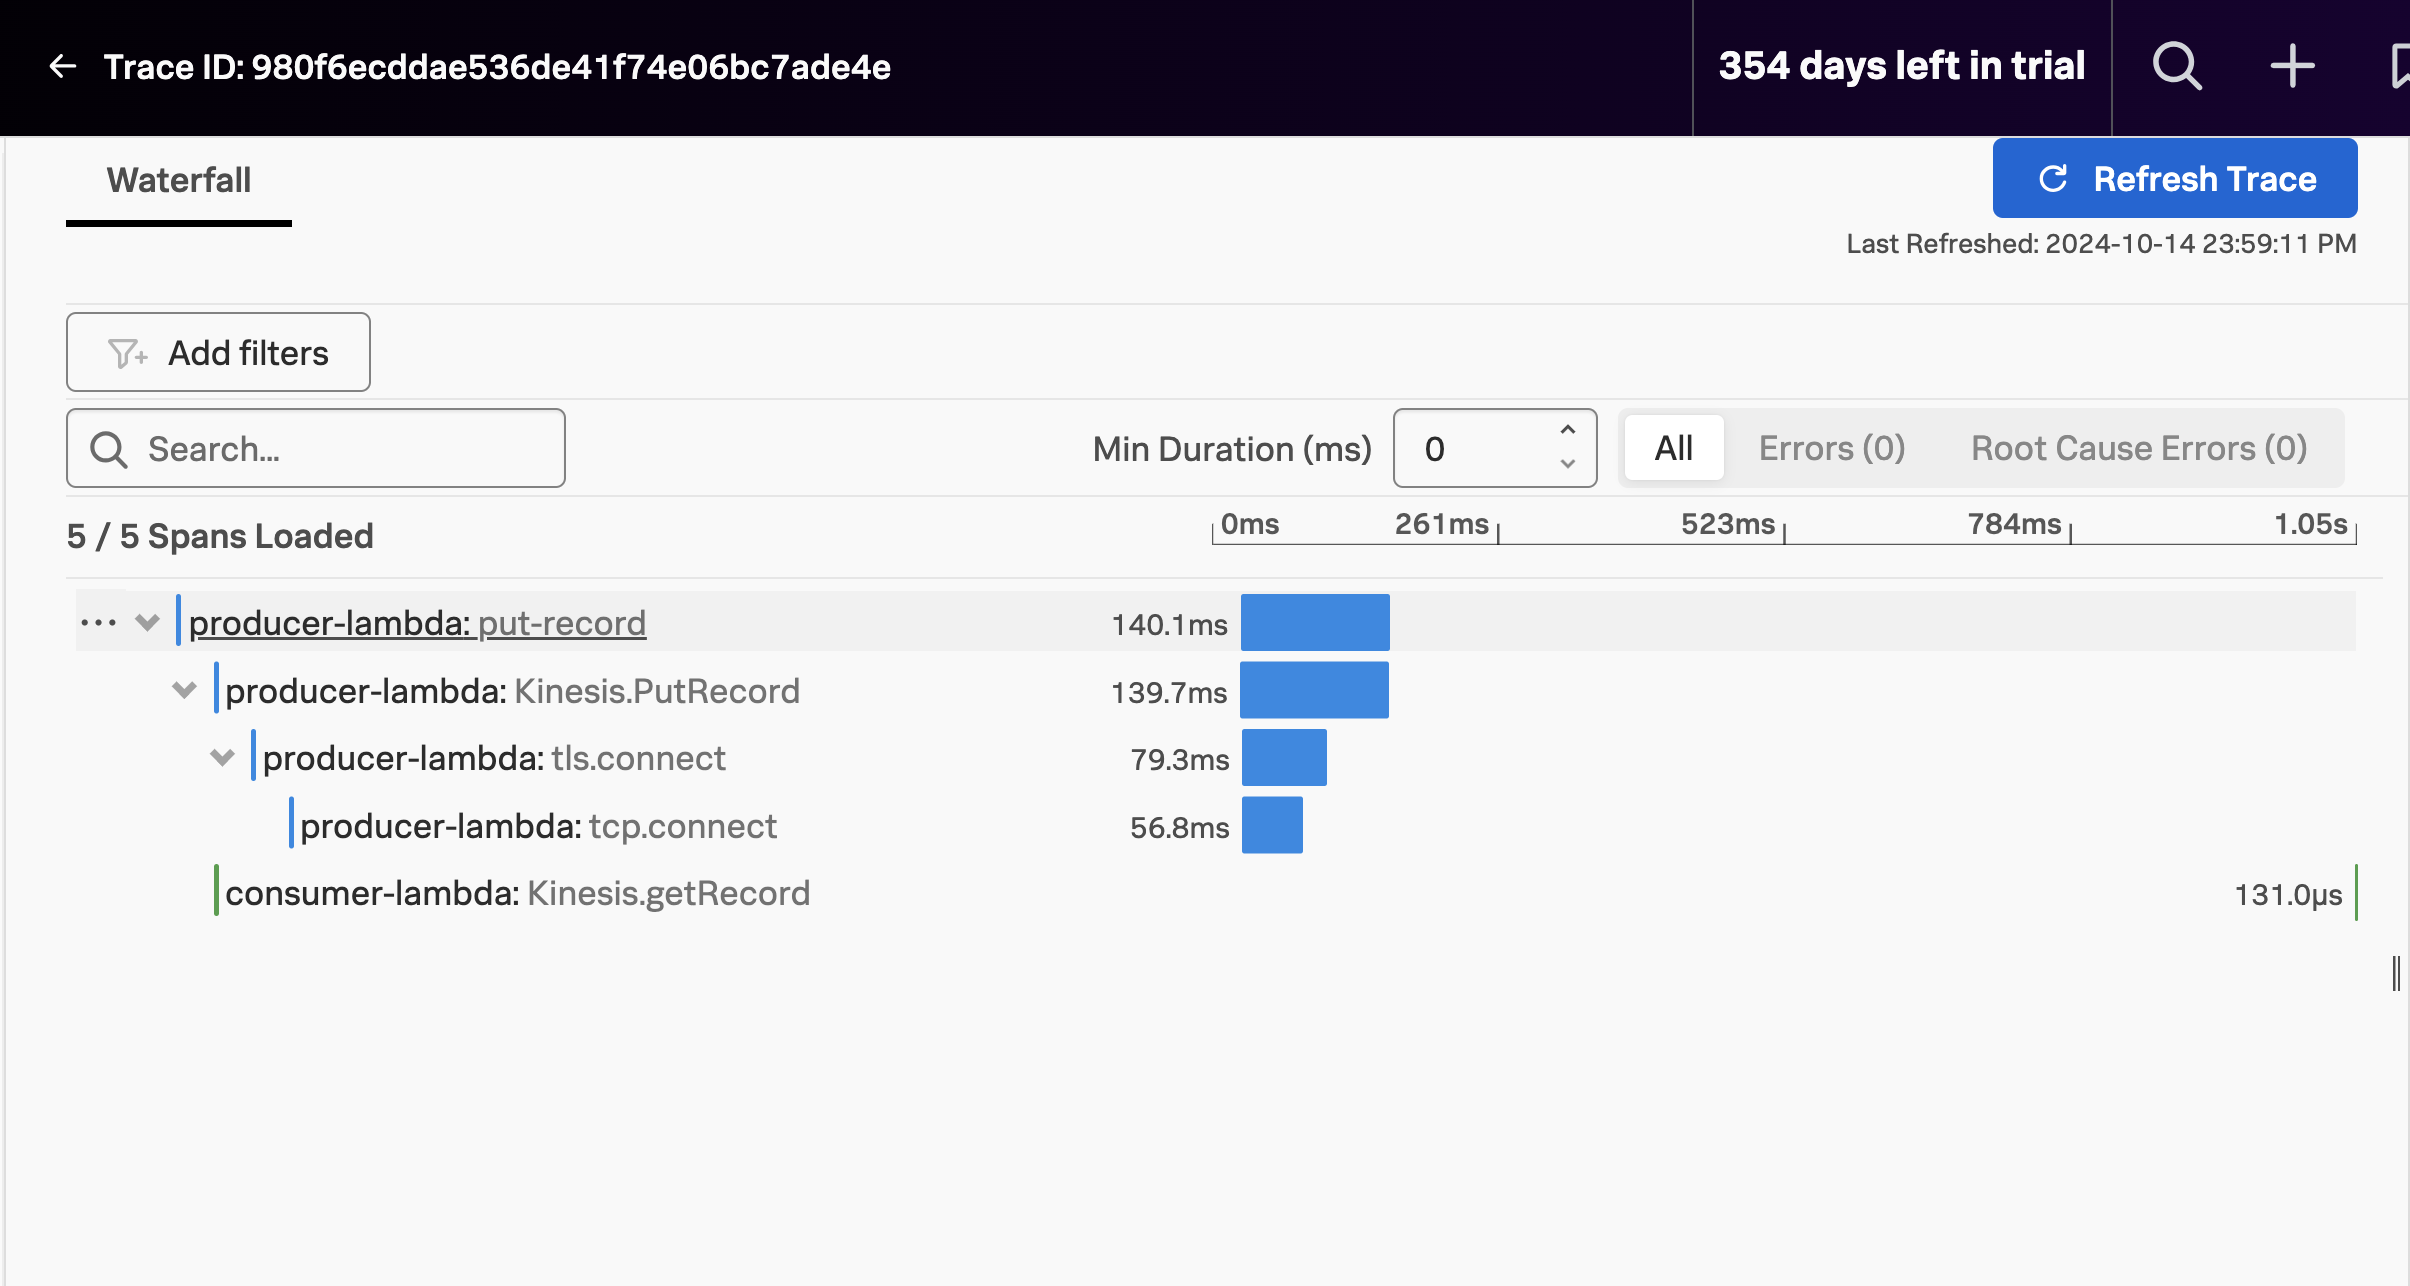 Trace ID: 980f6ecddae536de41f74e06bc7ade4e
354 days left in trial
Waterfall
Refresh Trace
Last Refreshed: 2024-10-14 23:59:11 PM
Add filters
Search...
Min Duration (ms)
0
All
Errors (0)
Root Cause Errors (0)
5 / 5 Spans Loaded
0ms 261ms 523ms 784ms 1.05s
producer-lambda: put-record 140.1ms
producer-lambda: Kinesis.PutRecord 139.7ms
producer-lambda: tls.connect 79.3ms
producer-lambda: tcp.connect 56.8ms
consumer-lambda: Kinesis.getRecord 131.0µs